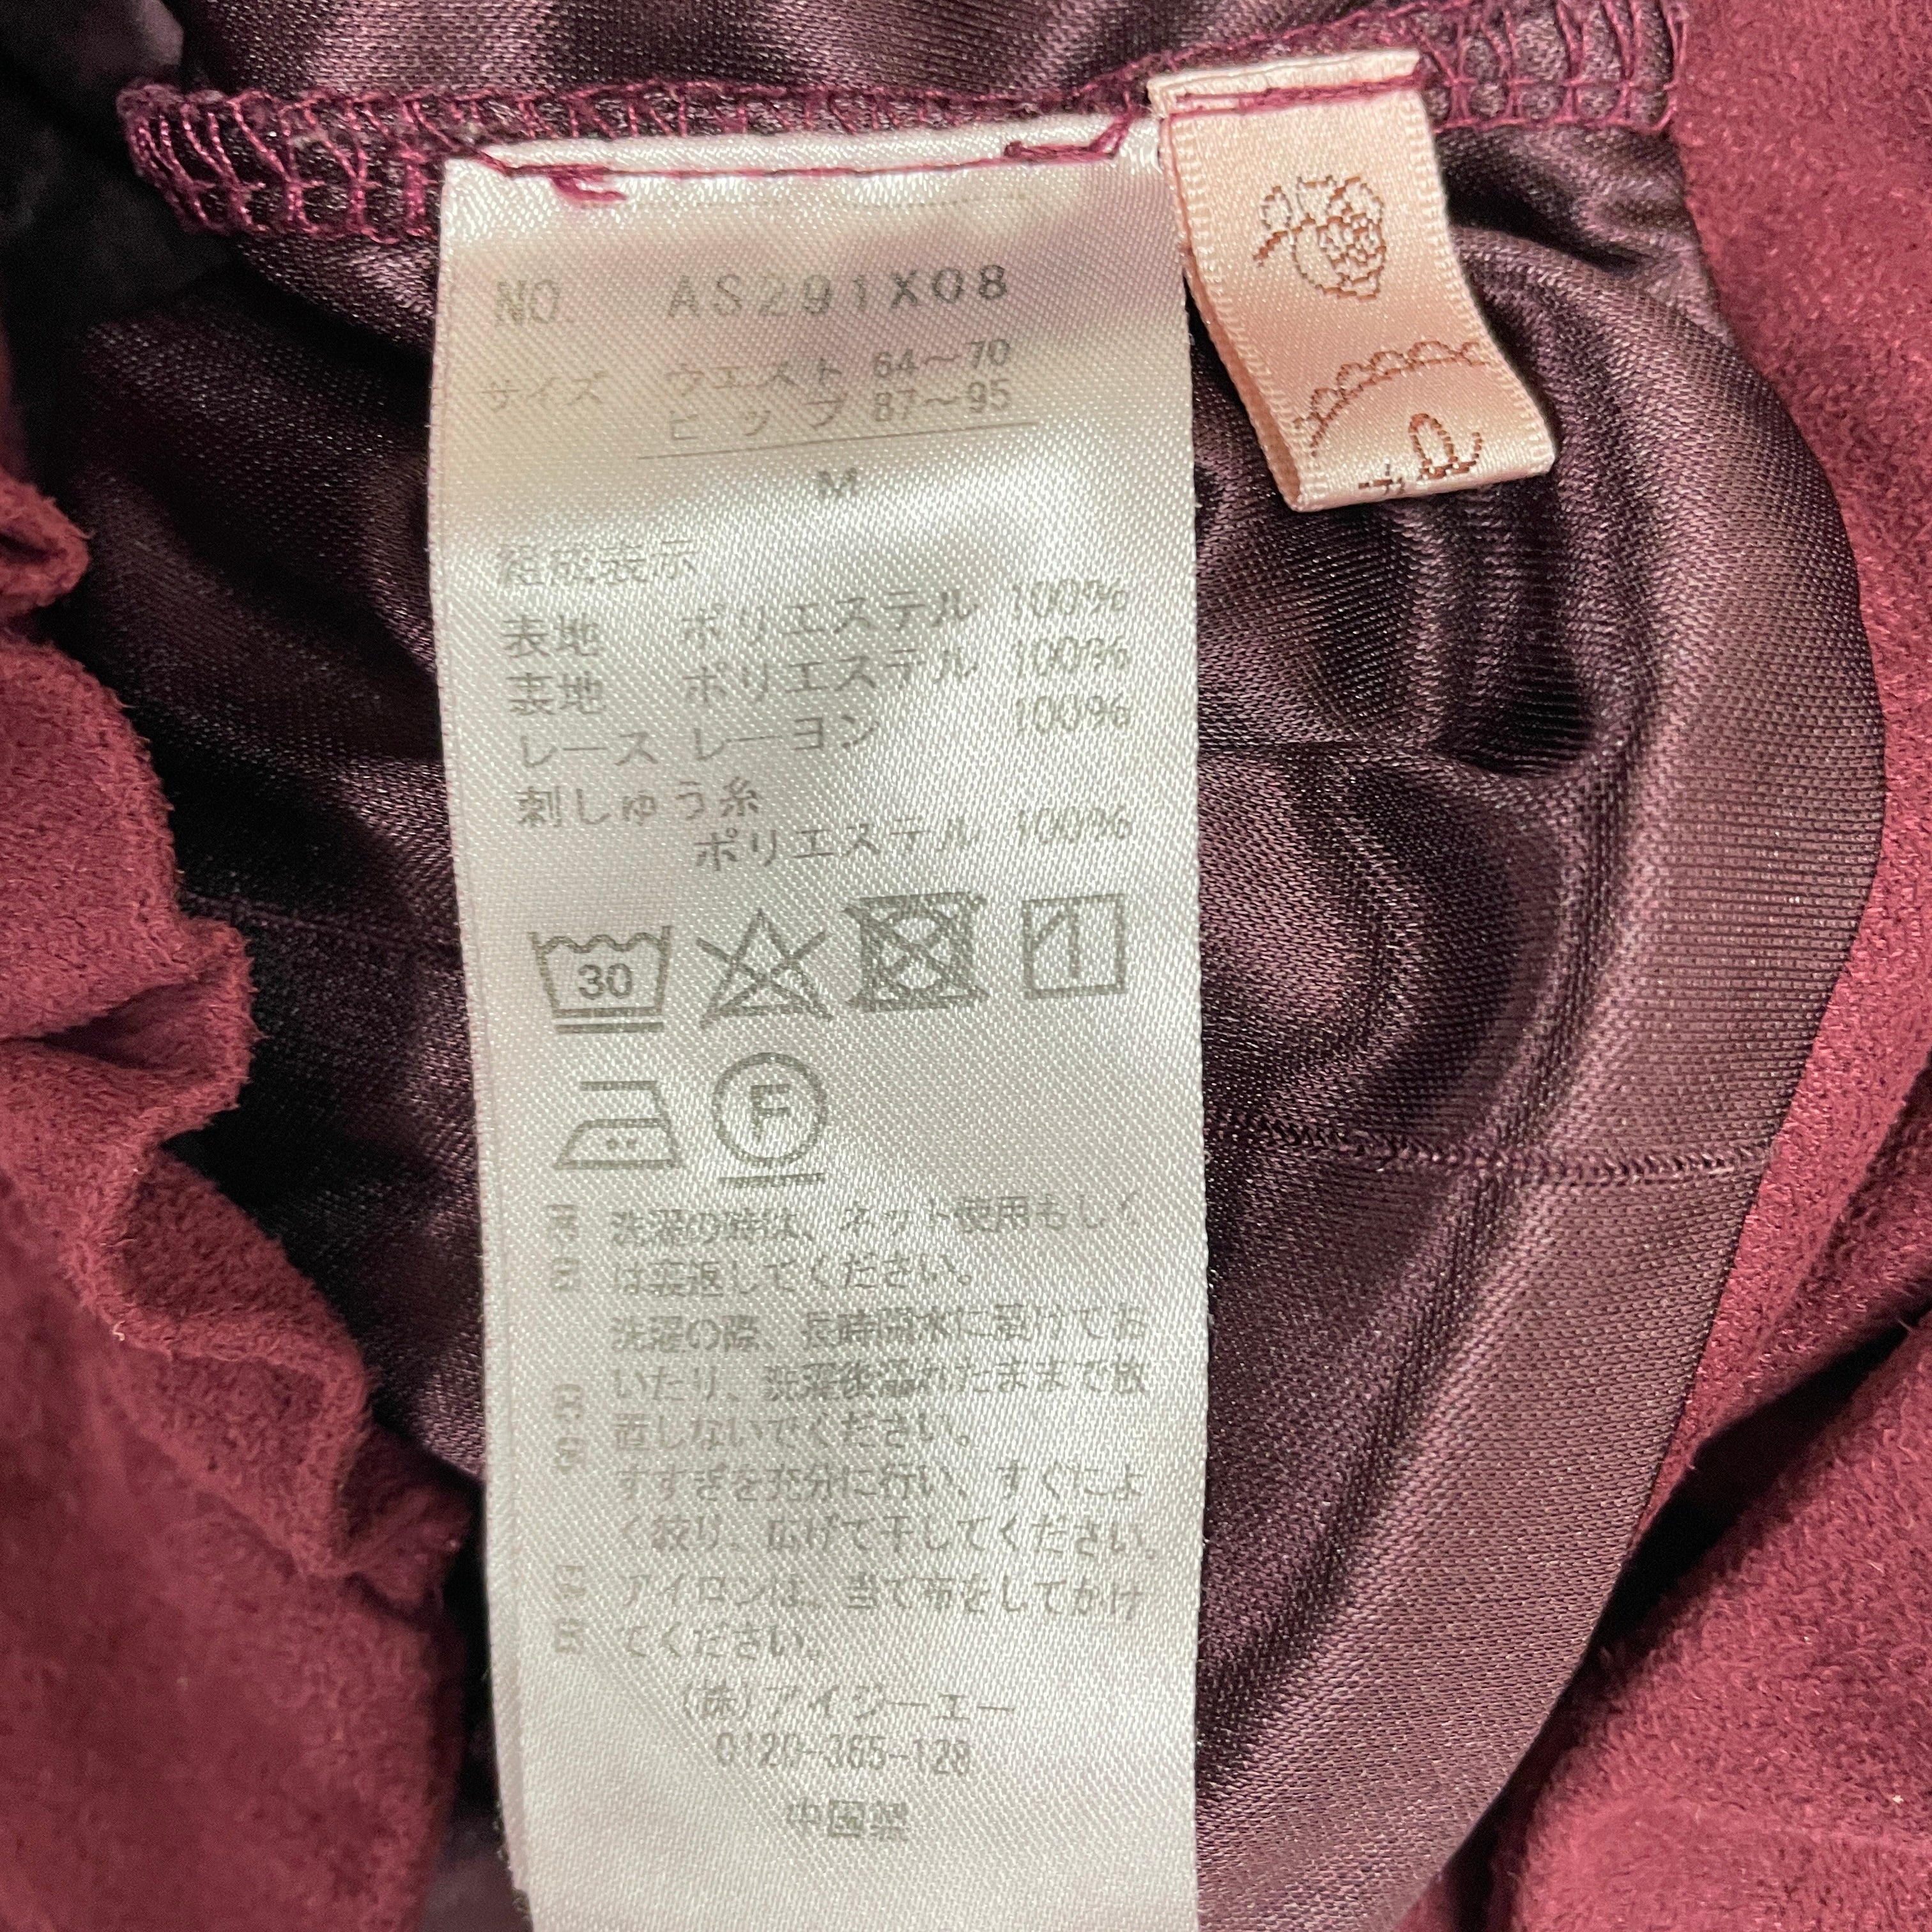 NO. AS291X08
サイズ ウエスト 64～70
ヒップ 87～95
M
組成表示
表地 ポリエステル 100%
裏地 ポリエステル 100%
レース レーヨン 100%
刺しゅう糸
ポリエステル 100%
30
F
洗濯の時は、ネット使用もしく
は裏返してください。
洗濯の際、長時間水に浸けてお
いたり、洗濯後濡れたままで放
置しないでください。
すすぎを充分に行い、すぐによ
く絞り、広げて干してください。
アイロンは、当て布をしてかけ
てください。
(株)アイジーエー
0120-365-128
中国製